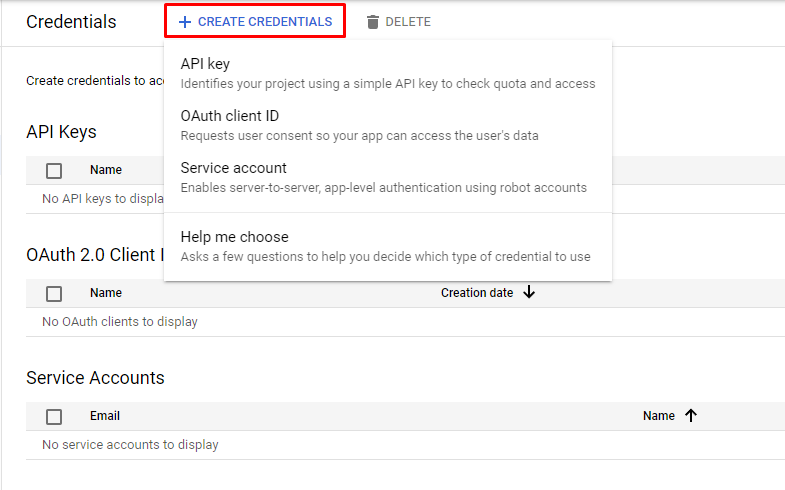 Credentials
+ CREATE CREDENTIALS
DELETE
Create credentials to acc
API key
Identifies your project using a simple API key to check quota and access
OAuth client ID
Requests user consent so your app can access the user's data
Service account
Enables server-to-server, app-level authentication using robot accounts
Help me choose
Asks a few questions to help you decide which type of credential to use
API Keys
Name
No API keys to displa
OAuth 2.0 Client I
Name
Creation date
No OAuth clients to display
Service Accounts
Email
Name
No service accounts to display